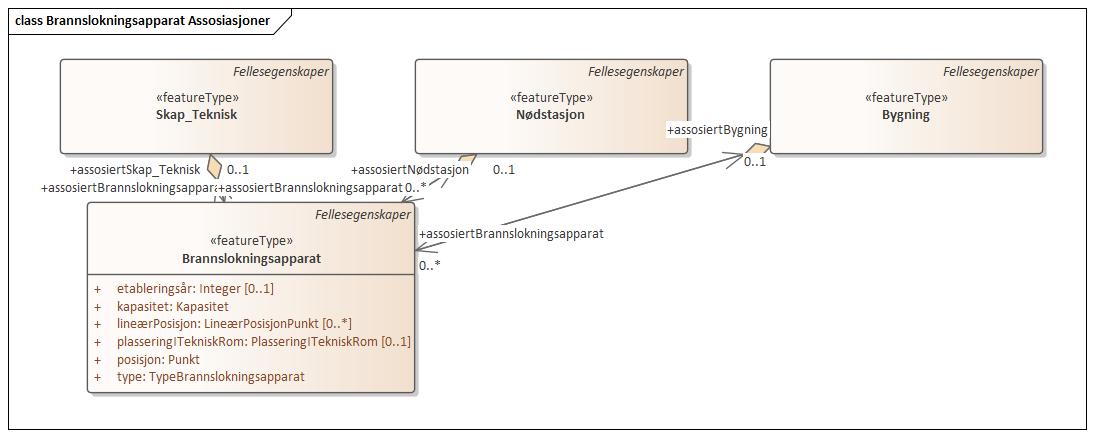 class Brannslokningsapparat Assosiasjoner
Fellesegenskaper
«featureType»
Skap_Teknisk
Fellesegenskaper
«featureType»
Nødstasjon
Fellesegenskaper
«featureType»
Bygning
+assosiertBygning
0..1
+assosiertSkap_Teknisk
0..1
+assosiertNødstasjon
0..1
+assosiertBrannslokningsappara
+assosiertBrannslokningsapparat
0..*
+assosiertBrannslokningsapparat
0..*
Fellesegenskaper
«featureType»
Brannslokningsapparat
+ etableringsår: Integer [0..1]
+ kapasitet: Kapasitet
+ lineærPosisjon: LineærPosisjonPunkt [0..*]
+ plasseringITekniskRom: PlasseringITekniskRom [0..1]
+ posisjon: Punkt
+ type: TypeBrannslokningsapparat